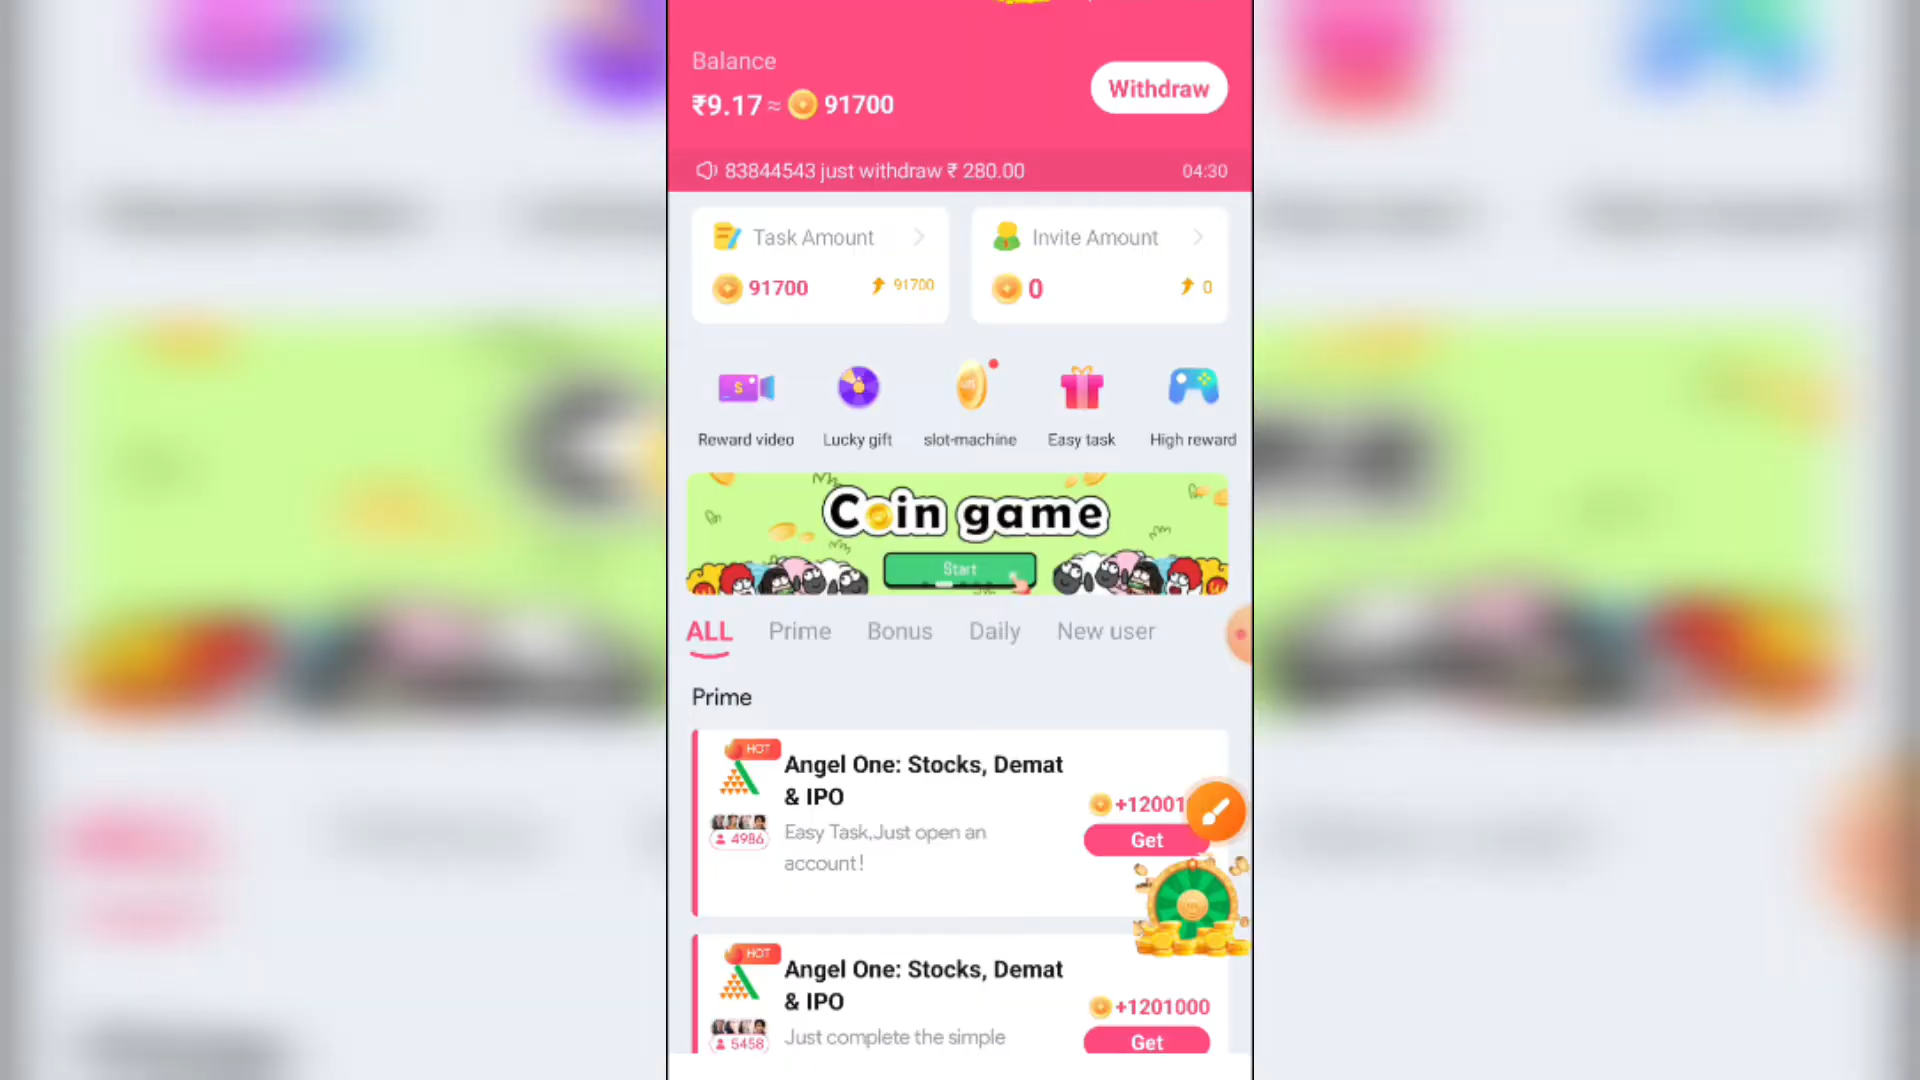 Balance
₹9.17 ≈ 91700
Withdraw
83844543 just withdraw ₹ 280.00
04:30
Task Amount
91700
91700
Invite Amount
0
0
Reward video
Lucky gift
slot-machine
Easy task
High reward
Coin game
Start
ALL
Prime
Bonus
Daily
New user
Prime
HOT
Angel One: Stocks, Demat
& IPO
4986
Easy Task,Just open an
account!
+12001
Get
HOT
Angel One: Stocks, Demat
& IPO
5458
Just complete the simple
+1201000
Get